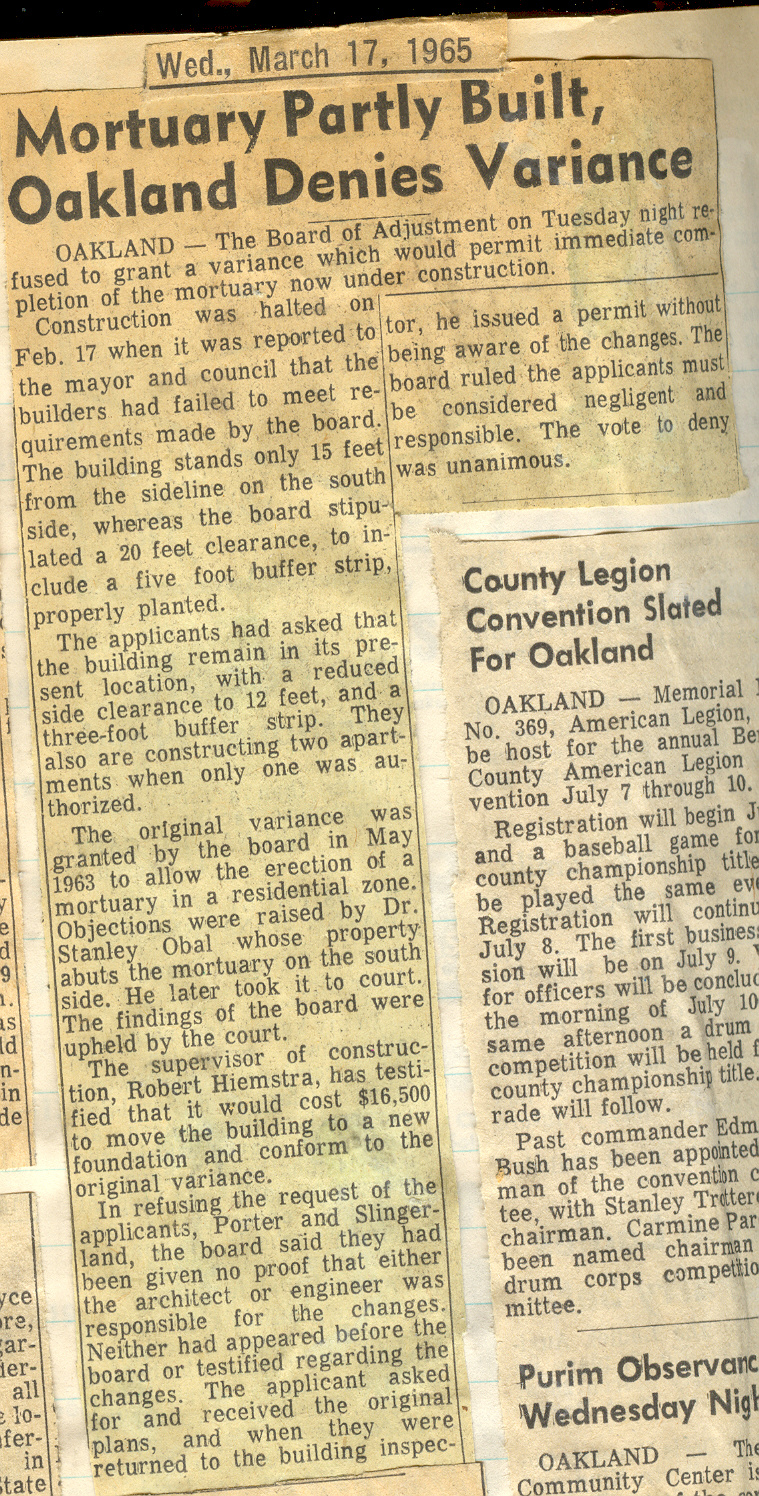 Wed., March 17, 1965
Mortuary Partly Built,
Oakland Denies Variance
OAKLAND — The Board of Adjustment on Tuesday night re-
fused to grant a variance which would permit immediate com-
pletion of the mortuary now under construction.
Construction was halted on
Feb. 17 when it was reported to
the mayor and council that the
builders had failed to meet re-
quirements made by the board.
The building stands only 15 feet
from the sideline on the south
side, whereas the board stipu-
lated a 20 feet clearance, to in-
clude a five foot buffer strip,
properly planted.
The applicants had asked that
the building remain in its pre-
sent location, with a reduced
side clearance to 12 feet, and a
three-foot buffer strip. They
also are constructing two apart-
ments when only one was au-
thorized.
The original variance was
granted by the board in May
1963 to allow the erection of a
mortuary in a residential zone.
Objections were raised by Dr.
Stanley Obal whose property
abuts the mortuary on the south
side. He later took it to court.
The findings of the board were
upheld by the court.
The supervisor of construc-
tion, Robert Hiemstra, has testi-
fied that it would cost $16,500
to move the building to a new
foundation and conform to the
original variance.
In refusing the request of the
applicants, Porter and Slinger-
land, the board said they had
been given no proof that either
the architect or engineer was
responsible for the changes.
Neither had appeared before the
board or testified regarding the
changes. The applicant asked
for and received the original
plans, and when they were
returned to the building inspec-
tor, he issued a permit without
being aware of the changes. The
board ruled the applicants must
be considered negligent and
responsible. The vote to deny
was unanimous.
County Legion
Convention Slated
For Oakland
OAKLAND — Memorial
No. 369, American Legion,
be host for the annual Be
County American Legion
vention July 7 through 10.
Registration will begin J
and a baseball game for
county championship title
be played the same eve
Registration will continu
July 8. The first business
sion will be on July 9.
for officers will be conclud
the morning of July 10
same afternoon a drum
competition will be held f
county championship title.
rade will follow.
Past commander Edm
Bush has been appointed
man of the convention c
tee, with Stanley Trotter
chairman. Carmine Par
been named chairman
drum corps competitio
mittee.
Purim Observanc
Wednesday Nigh
OAKLAND — The
Community Center is